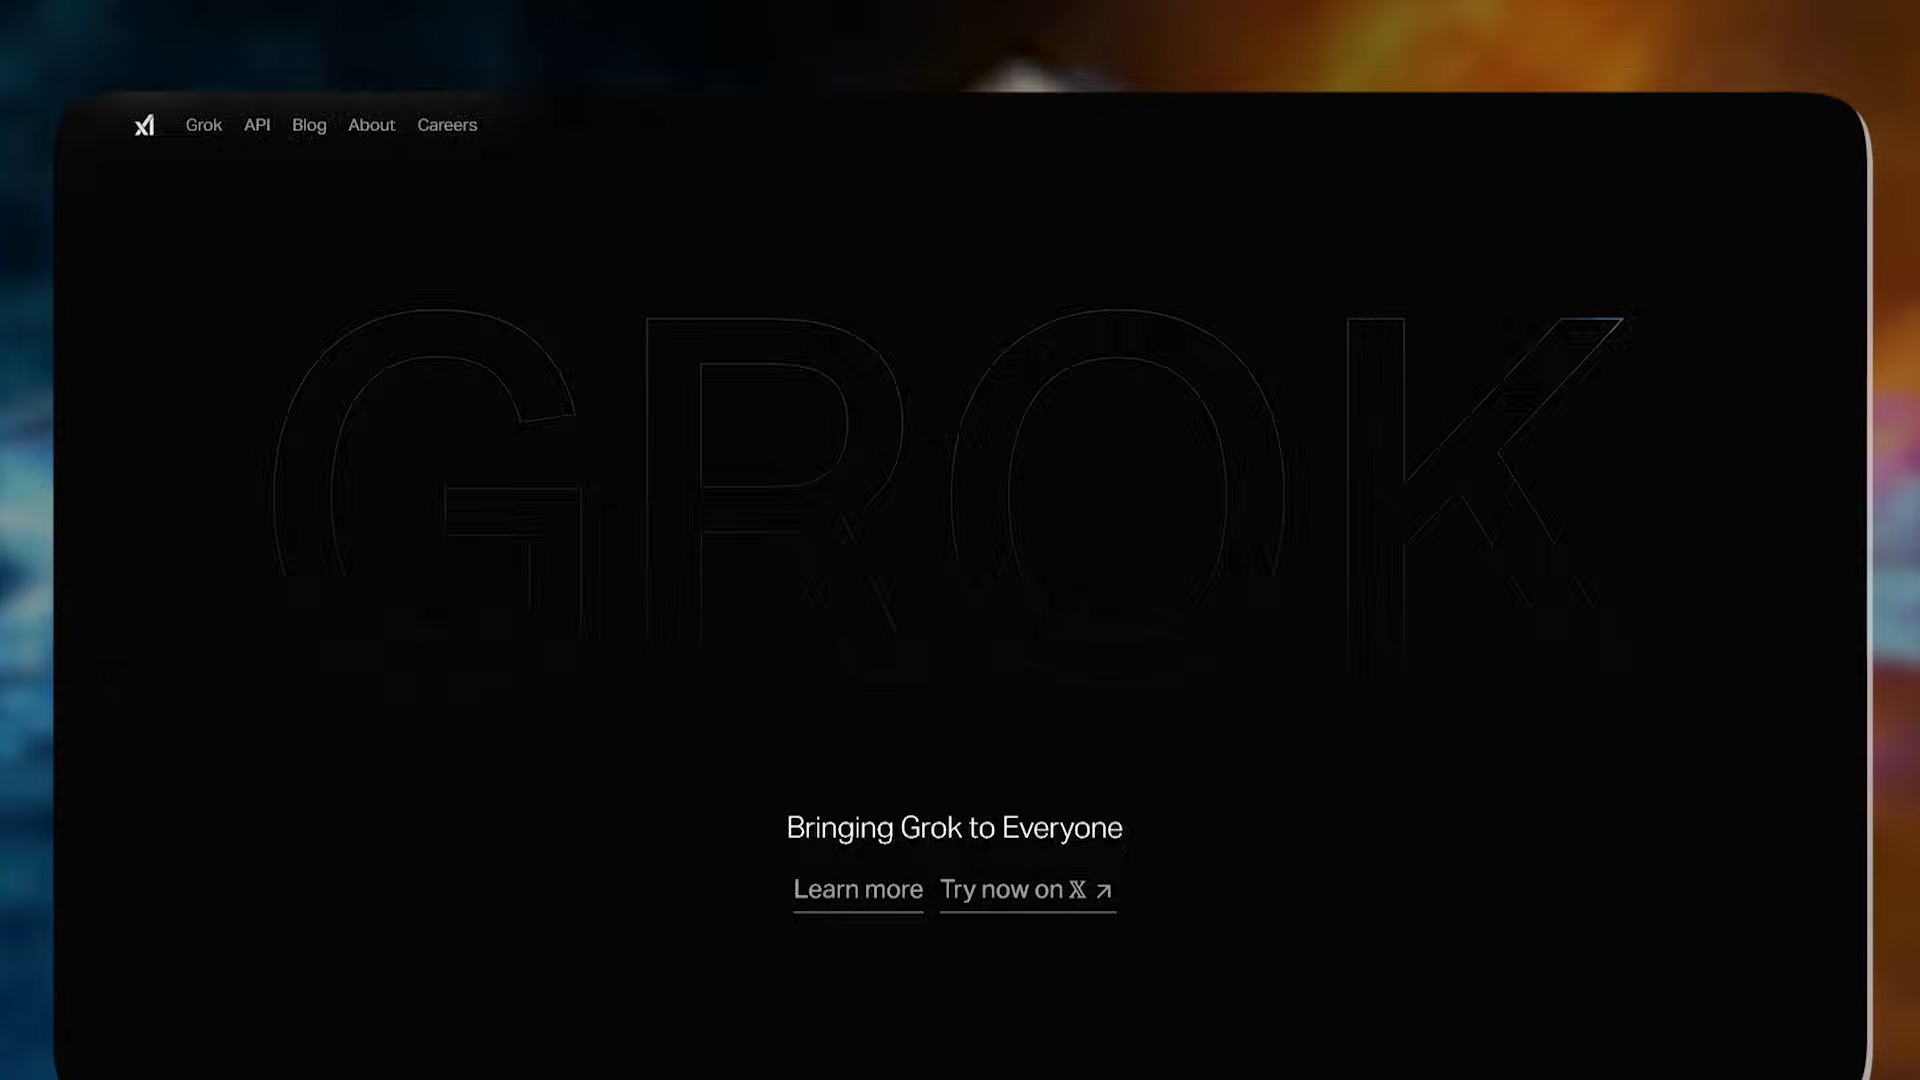 xI Grok API Blog About Careers
GROK
Bringing Grok to Everyone
Learn more Try now on 𝕏